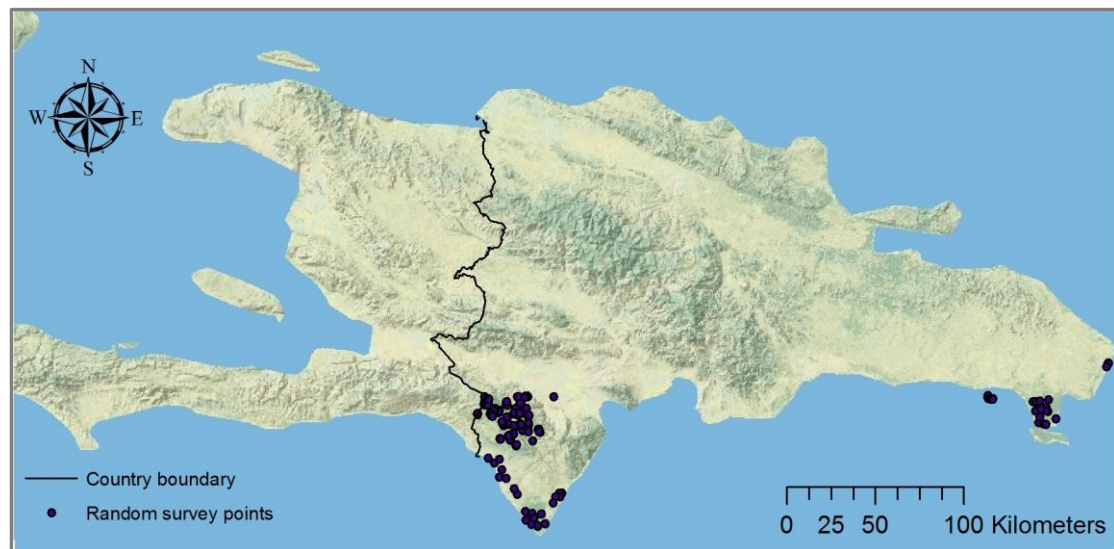 N
W E
S
Country boundary
Random survey points
0 25 50 100 Kilometers